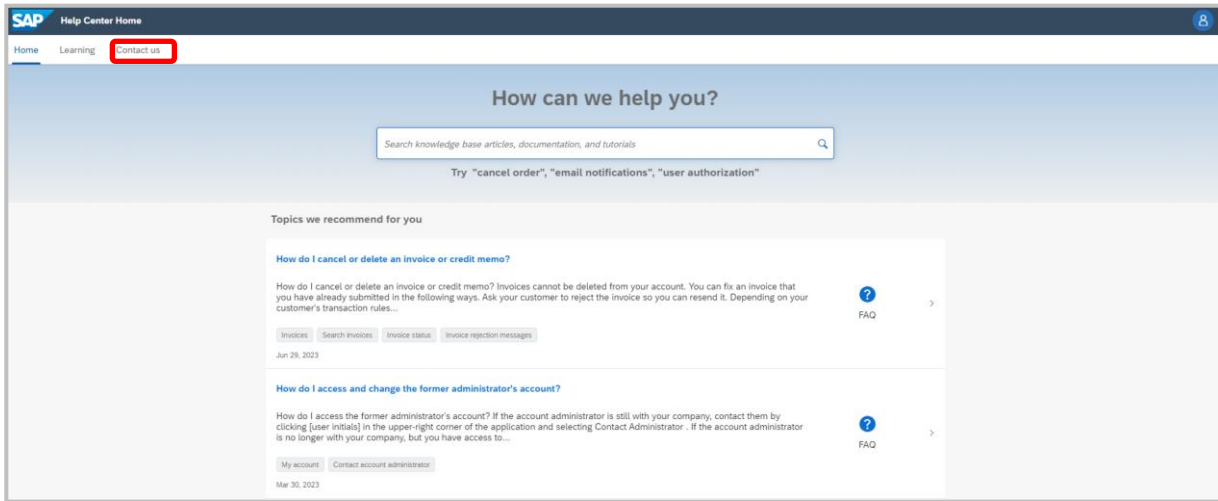 SAP Help Center Home
Home Learning Contact us
How can we help you?
Search knowledge base articles, documentation, and tutorials
Try "cancel order", "email notifications", "user authorization"
Topics we recommend for you
How do I cancel or delete an invoice or credit memo?
How do I cancel or delete an invoice or credit memo? Invoices cannot be deleted from your account. You can fix an invoice that
you have already submitted in the following ways. Ask your customer to reject the invoice so you can resend it. Depending on your
customer's transaction rules...
FAQ
Invoices Search invoices Invoice status Invoice rejection messages
Jun 29, 2023
How do I access and change the former administrator's account?
How do I access the former administrator's account? If the account administrator is still with your company, contact them by
clicking [user initials] in the upper-right corner of the application and selecting Contact Administrator . If the account administrator
is no longer with your company, but you have access to...
FAQ
My account Contact account administrator
Mar 30, 2023